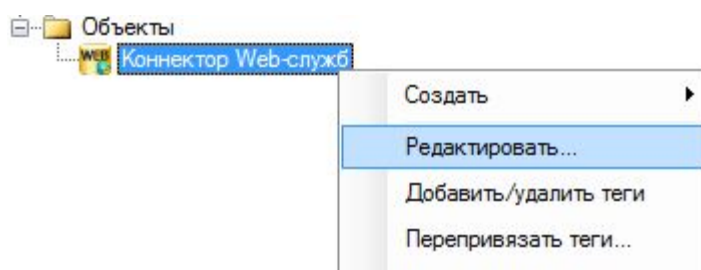 Объекты
WEB
Коннектор Web-служб
Создать
Редактировать...
Добавить/удалить теги
Перепривязать теги...